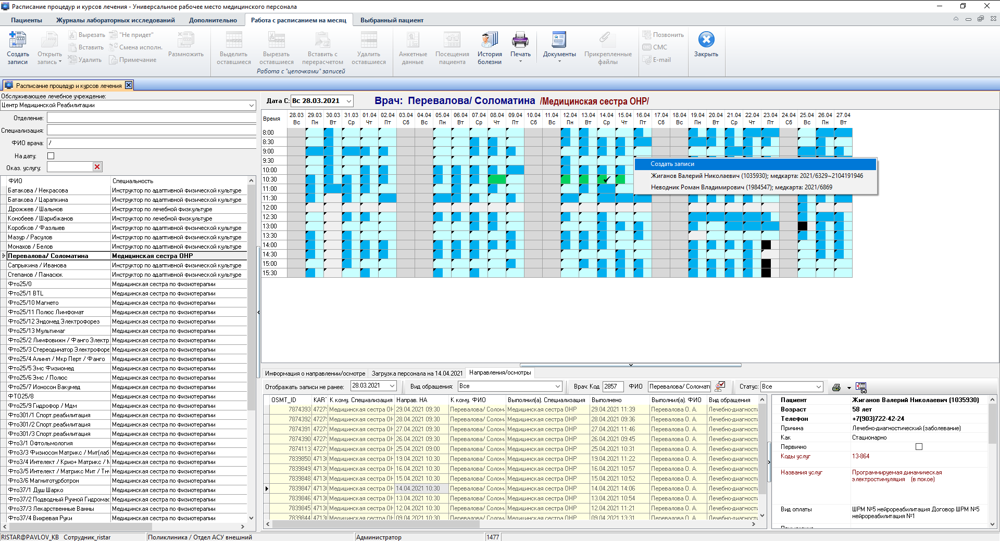 Расписание процедур и курсов лечения - Универсальное рабочее место медицинского персонала
Пациенты Журналы лабораторных исследований Дополнительно Работа с расписанием на месяц Выбранный пациент
Создать записи
Открыть запись
Вырезать
Вставить
Удалить
"Не придет"
Смена исполн.
Примечание
Размножить
Выделить оставшиеся
Вырезать оставшиеся
Вставить с перерасчетом
Удалить оставшиеся
Работа с "цепочками" записей
Анкетные данные
Посещения пациента
История болезни
Печать
Документы
Прикрепленные файлы
Позвонить
СМС
E-mail
Закрыть
Расписание процедур и курсов лечения
Обслуживающее лечебное учреждение:
Центр Медицинской Реабилитации
Отделение:
Специализация:
ФИО врача: /
На дату:
Оказ. услугу:
ФИО Специальность
Батакова / Некрасова Инструктор по адаптивной физической культуре
Батакова / Царапкина Инструктор по адаптивной физической культуре
Дрожжев / Шальнов Инструктор по лечебной физкультуре
Конобеев / Шарибжанов Инструктор по лечебной физкультуре
Коробков / Фазлыев Инструктор по адаптивной физической культуре
Мазур / Расулов Инструктор по адаптивной физической культуре
Монахов / Белов Инструктор по адаптивной физической культуре
Перевалова/ Соломатина Медицинская сестра ОНР
Сапрыкина / Иванова Инструктор по адаптивной физической культуре
Степанов / Панасюк Инструктор по адаптивной физической культуре
Фто25/0 Медицинская сестра по физиотерапии
Фто25/1 BTL Медицинская сестра по физиотерапии
Фто25/10 Магнето Медицинская сестра по физиотерапии
Фто25/11 Полюс Лимфомат Медицинская сестра по физиотерапии
Фто25/12 Эндомед Электрофорез Медицинская сестра по физиотерапии
Фто25/13 Мультимаг Медицинская сестра по физиотерапии
Фто25/2 Лимфовижн / Фанго Электр Медицинская сестра по физиотерапии
Фто25/3 Стереодинатор Электрофоре Медицинская сестра по физиотерапии
Фто25/4 Алимп / Мкр Перт / Фанго Медицинская сестра по физиотерапии
Фто25/5 Эмс Физиомед Медицинская сестра по физиотерапии
Фто25/6 Эмс / Полюс Медицинская сестра по физиотерапии
Фто25/7 Ионосон Вакумед Медицинская сестра по физиотерапии
ФТО25/8 Медицинская сестра по физиотерапии
Фто25/9 Гидрофор / Мдм Медицинская сестра по физиотерапии
Фто301/1 Спорт.реабилитация Медицинская сестра по физиотерапии
Фто301/2 Спорт.реабилитация Медицинская сестра по физиотерапии
Фто301/3 Спорт.реабилитация Медицинская сестра по физиотерапии
Фто3/1 Офтольмология Медицинская сестра по физиотерапии
Фто3/3 Физиосон Матрикс / Мит(лаб Медицинская сестра по физиотерапии
Фто3/4 Интелект / Крио+ Матрикс / М Медицинская сестра по физиотерапии
Фто3/5 Интелект / Матрикс Мит / Тнч Медицинская сестра по физиотерапии
Фто3/6 Магнитотурботрон Медицинская сестра по физиотерапии
Фто37/1 Душ Шарко Медицинская сестра по физиотерапии
Фто37/2 Подводный Ручной Гидромас Медицинская сестра по физиотерапии
Фто37/3 Лекарственные Ванны Медицинская сестра по физиотерапии
Фто37/4 Вихревая Руки Медицинская сестра по физиотерапии
Дата С: Вс 28.03.2021 Врач: Перевалова/ Соломатина /Медицинская сестра ОНР/
Время 28.03 29.03 30.03 31.03 01.04 02.04 03.04 04.04 05.04 06.04 07.04 08.04 09.04 10.04 11.04 12.04 13.04 14.04 15.04 16.04 17.04 18.04 19.04 20.04 21.04 22.04 23.04 24.04 25.04 26.04 27.04
Вс Пн Вт Ср Чт Пт Сб Вс Пн Вт Ср Чт Пт Сб Вс Пн Вт Ср Чт Пт Сб Вс Пн Вт Ср Чт Пт Сб Вс Пн Вт
8:00
8:30
9:00
9:30
10:00
10:30
11:00
11:30
12:00
12:30
13:00
13:30
14:00
14:30
15:00
15:30
Создать записи
Жиганов Валерий Николаевич (1035930); медкарта: 2021/6329~2104191946
Неводник Роман Владимирович (1984547); медкарта: 2021/6869
Информация о направлении/осмотре Загрузка персонала на 14.04.2021 Направления/осмотры
Отображать записи не ранее: 28.03.2021 Вид обращения: Все Врач: Код 2857 ФИО Перевалова/ Соломати Статус: Все
OSMT_ID KAR К кому. Специализация Направ. НА К кому. ФИО Выполнил(а). Специализация Выполнено Выполнил(а). ФИО Вид обращения
7874393 4727 Медицинская сестра ОН 29.04.2021 09:30 Перевалова/ Солом Медицинская сестра ОНР 29.04.2021 11:39 Перевалова О. А. Лечебно-диагности
7874392 4727 Медицинская сестра ОН 28.04.2021 09:30 Перевалова/ Солом Медицинская сестра ОНР 28.04.2021 09:36 Перевалова О. А. Лечебно-диагности
7874391 4727 Медицинская сестра ОН 27.04.2021 09:30 Перевалова/ Солом Медицинская сестра ОНР 27.04.2021 11:46 Перевалова О. А. Лечебно-диагности
7874390 4727 Медицинская сестра ОН 26.04.2021 09:30 Перевалова/ Солом Медицинская сестра ОНР 26.04.2021 09:45 Перевалова О. А. Лечебно-диагности
7874113 4727 Медицинская сестра ОН 25.04.2021 09:00 Перевалова/ Солом Медицинская сестра ОНР 25.04.2021 10:31 Перевалова О. А. Лечебно-диагности
7839850 4713 Медицинская сестра ОН 19.04.2021 10:30 Перевалова/ Солом Медицинская сестра ОНР 19.04.2021 11:22 Перевалова О. А. Лечебно-диагности
7839849 4713 Медицинская сестра ОН 16.04.2021 10:30 Перевалова/ Солом Медицинская сестра ОНР 16.04.2021 10:57 Перевалова О. А. Лечебно-диагности
7839848 4713 Медицинская сестра ОН 15.04.2021 10:30 Перевалова/ Солом Медицинская сестра ОНР 15.04.2021 10:52 Перевалова О. А. Лечебно-диагности
7839847 4713 Медицинская сестра ОН 14.04.2021 10:30 Перевалова/ Солом Медицинская сестра ОНР 14.04.2021 14:06 Перевалова О. А. Лечебно-диагности
7839846 4713 Медицинская сестра ОН 13.04.2021 10:30 Перевалова/ Солом Медицинская сестра ОНР 13.04.2021 10:54 Перевалова О. А. Лечебно-диагности
7839845 4713 Медицинская сестра ОН 12.04.2021 10:30 Перевалова/ Солом Медицинская сестра ОНР 12.04.2021 11:21 Перевалова О. А. Лечебно-диагности
7839844 4713 Медицинская сестра ОН 09.04.2021 10:30 Перевалова/ Солом Медицинская сестра ОНР 09.04.2021 13:31 Перевалова О. А. Лечебно-диагности
Пациент Жиганов Валерий Николаевич (1035930)
Возраст 58 лет
Телефон +7(903)722-42-24
Причина Лечебно-диагностический (заболевание)
Как Стационарно
Первично
Коды услуг 13-864
Названия услуг Программируемая динамическая
электростимуляция (в покое)
Вид оплаты ШРМ №5 нейрореабилитация Договор ШРМ №5
нейрореабилитация №1
RISTAR@PAVLOV_KB Сотрудник_ristar Поликлиника / Отдел АСУ внешний Администратор 1477